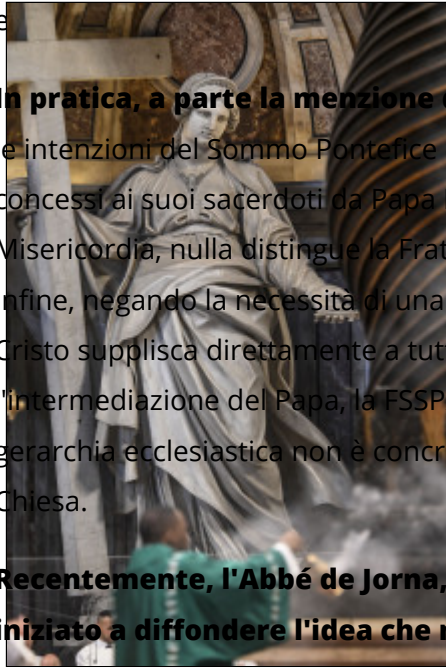 e
In pratica, a parte la menzione
e intenzioni del Sommo Pontefice
concessi ai suoi sacerdoti da Papa
Misericordia, nulla distingue la Frat
nfine, negando la necessità di una
Cristo supplisca direttamente a tut
l'intermediazione del Papa, la FSSP
gerarchia ecclesiastica non è concr
Chiesa.
Recentemente, l'Abbé de Jorna,
iniziato a diffondere l'idea che